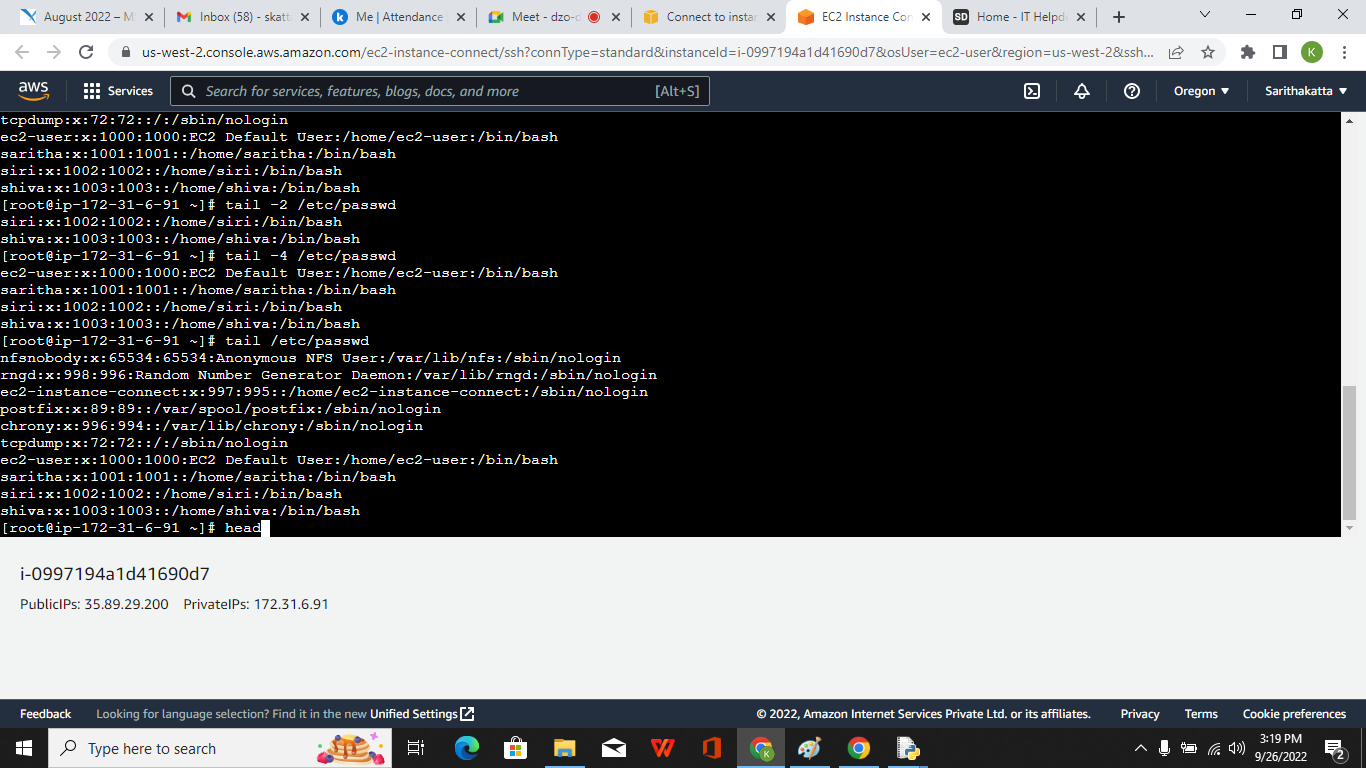 August 2022 – M
Inbox (58) - skatt
Me | Attendance
Meet - dzo-d
Connect to instan
EC2 Instance Con
Home - IT Helpd
us-west-2.console.aws.amazon.com/ec2-instance-connect/ssh?connType=standard&instanceId=i-0997194a1d41690d7&osUser=ec2-user&region=us-west-2&ssh...
K
aws
Services
Search for services, features, blogs, docs, and more
[Alt+S]
Oregon
Sarithakatta
tcpdump:x:72:72::/:/sbin/nologin
ec2-user:x:1000:1000:EC2 Default User:/home/ec2-user:/bin/bash
saritha:x:1001:1001::/home/saritha:/bin/bash
siri:x:1002:1002::/home/siri:/bin/bash
shiva:x:1003:1003::/home/shiva:/bin/bash
[root@ip-172-31-6-91 ~]# tail -2 /etc/passwd
siri:x:1002:1002::/home/siri:/bin/bash
shiva:x:1003:1003::/home/shiva:/bin/bash
[root@ip-172-31-6-91 ~]# tail -4 /etc/passwd
ec2-user:x:1000:1000:EC2 Default User:/home/ec2-user:/bin/bash
saritha:x:1001:1001::/home/saritha:/bin/bash
siri:x:1002:1002::/home/siri:/bin/bash
shiva:x:1003:1003::/home/shiva:/bin/bash
[root@ip-172-31-6-91 ~]# tail /etc/passwd
nfsnobody:x:65534:65534:Anonymous NFS User:/var/lib/nfs:/sbin/nologin
rngd:x:998:996:Random Number Generator Daemon:/var/lib/rngd:/sbin/nologin
ec2-instance-connect:x:997:995::/home/ec2-instance-connect:/sbin/nologin
postfix:x:89:89::/var/spool/postfix:/sbin/nologin
chrony:x:996:994::/var/lib/chrony:/sbin/nologin
tcpdump:x:72:72::/:/sbin/nologin
ec2-user:x:1000:1000:EC2 Default User:/home/ec2-user:/bin/bash
saritha:x:1001:1001::/home/saritha:/bin/bash
siri:x:1002:1002::/home/siri:/bin/bash
shiva:x:1003:1003::/home/shiva:/bin/bash
[root@ip-172-31-6-91 ~]# head
i-0997194a1d41690d7
PublicIPs: 35.89.29.200 PrivateIPs: 172.31.6.91
Feedback
Looking for language selection? Find it in the new Unified Settings
© 2022, Amazon Internet Services Private Ltd. or its affiliates.
Privacy
Terms
Cookie preferences
Type here to search
3:19 PM
9/26/2022
2